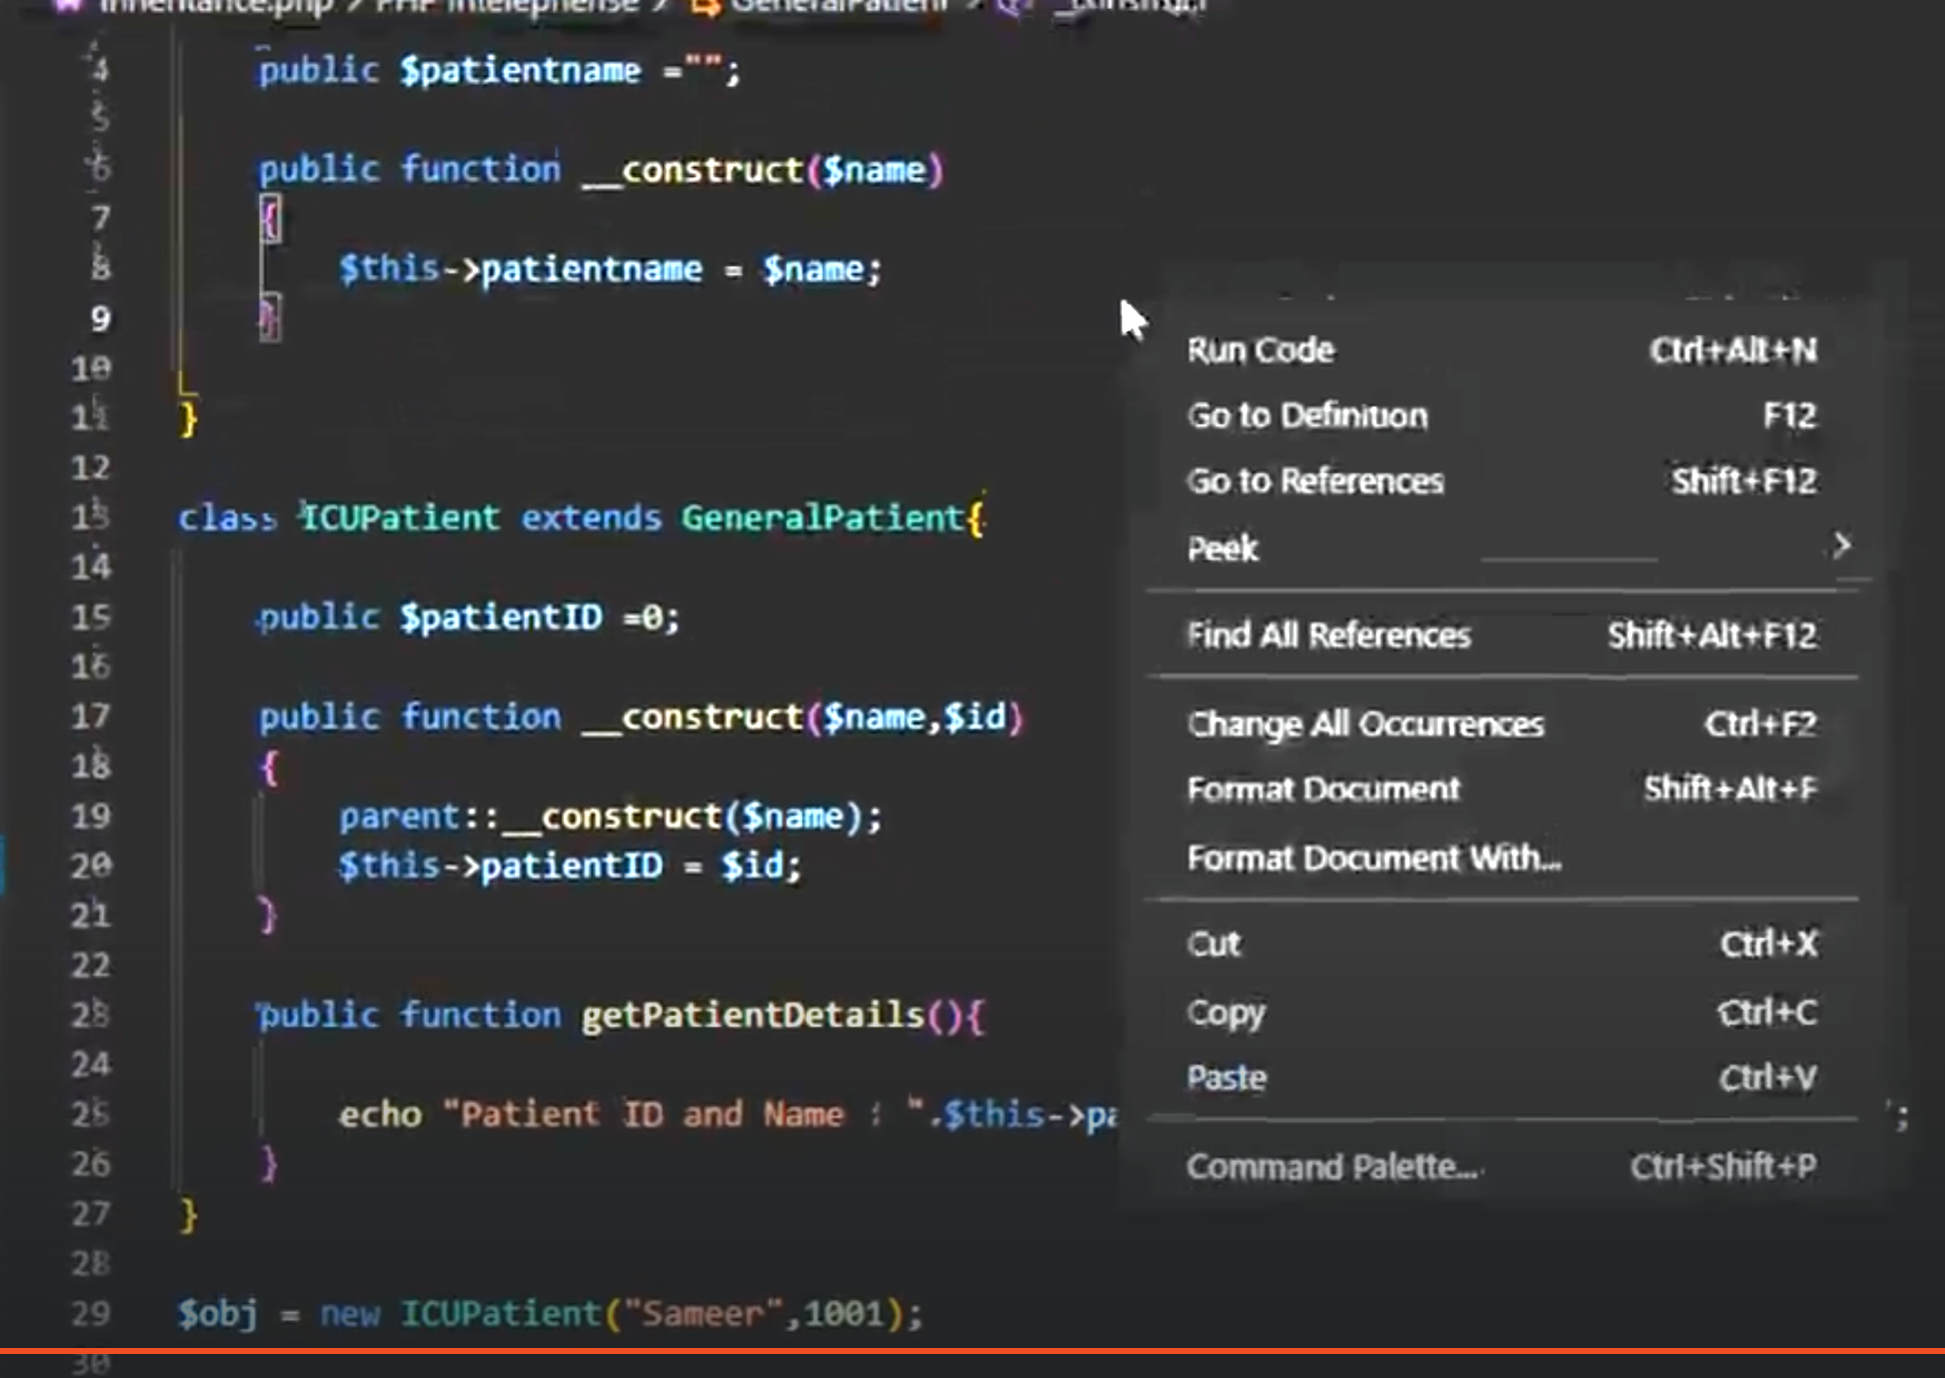 Inheritance.php > PHP Intelephense > GeneralPatient > __construct
4 public $patientname ="";
5
6 public function __construct($name)
7 {
8 $this->patientname = $name;
9 }
10
11 }
12
13 class ICUPatient extends GeneralPatient{
14
15 public $patientID =0;
16
17 public function __construct($name,$id)
18 {
19 parent::__construct($name);
20 $this->patientID = $id;
21 }
22
23 public function getPatientDetails(){
24
25 echo "Patient ID and Name : ".$this->pa ';
26 }
27 }
28
29 $obj = new ICUPatient("Sameer",1001);
30
Run Code Ctrl+Alt+N
Go to Definition F12
Go to References Shift+F12
Peek >
Find All References Shift+Alt+F12
Change All Occurrences Ctrl+F2
Format Document Shift+Alt+F
Format Document With...
Cut Ctrl+X
Copy Ctrl+C
Paste Ctrl+V
Command Palette... Ctrl+Shift+P